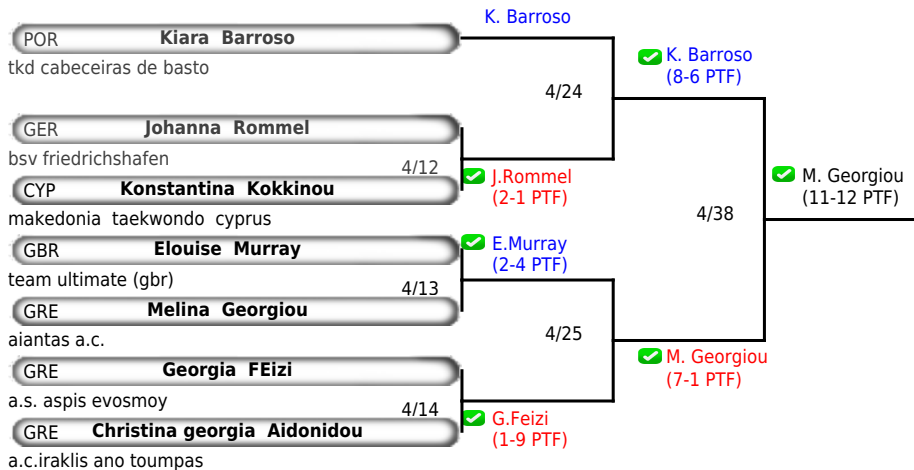 K. Barroso
POR Kiara Barroso
tkd cabeceiras de basto
K. Barroso
(8-6 PTF)
4/24
GER Johanna Rommel
bsv friedrichshafen
4/12
J.Rommel
(2-1 PTF)
CYP Konstantina Kokkinou
makedonia taekwondo cyprus
M. Georgiou
(11-12 PTF)
4/38
GBR Elouise Murray
team ultimate (gbr)
E.Murray
(2-4 PTF)
4/13
GRE Melina Georgiou
aiantas a.c.
4/25
GRE Georgia FEizi
a.s. aspis evosmoy
M. Georgiou
(7-1 PTF)
4/14
G.Feizi
(1-9 PTF)
GRE Christina georgia Aidonidou
a.c.iraklis ano toumpas